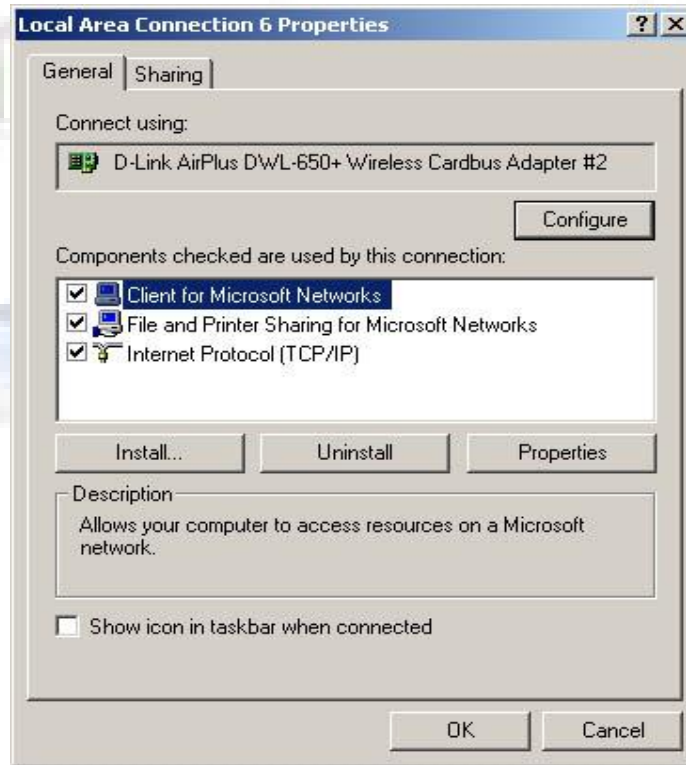 Local Area Connection 6 Properties
General Sharing
Connect using:
D-Link AirPlus DWL-650+ Wireless Cardbus Adapter #2
Configure
Components checked are used by this connection:
Client for Microsoft Networks
File and Printer Sharing for Microsoft Networks
Internet Protocol (TCP/IP)
Install... Uninstall Properties
Description
Allows your computer to access resources on a Microsoft
network.
Show icon in taskbar when connected
OK Cancel